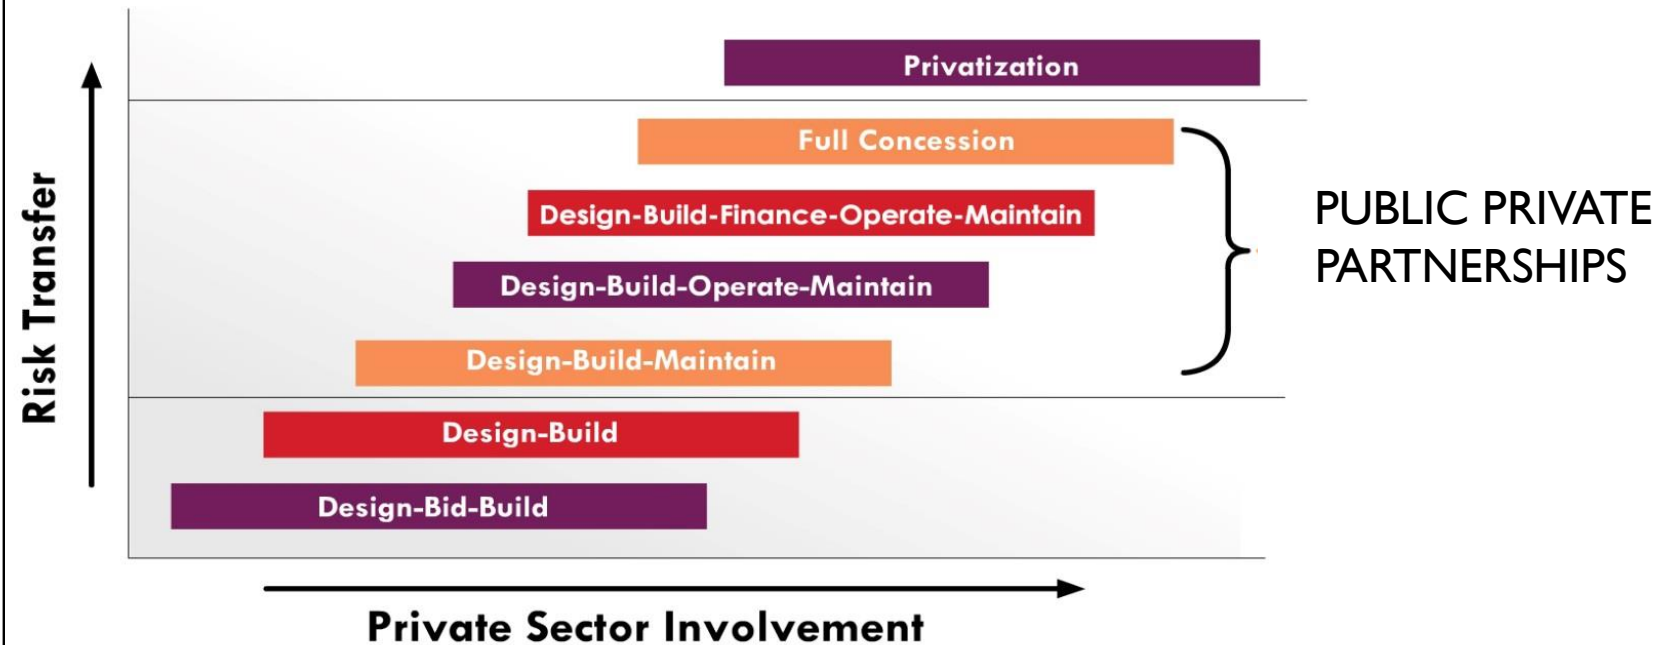 Privatization
Full Concession
Design-Build-Finance-Operate-Maintain
Design-Build-Operate-Maintain
Design-Build-Maintain
Design-Build
Design-Bid-Build
Risk Transfer
Private Sector Involvement
PUBLIC PRIVATE
PARTNERSHIPS